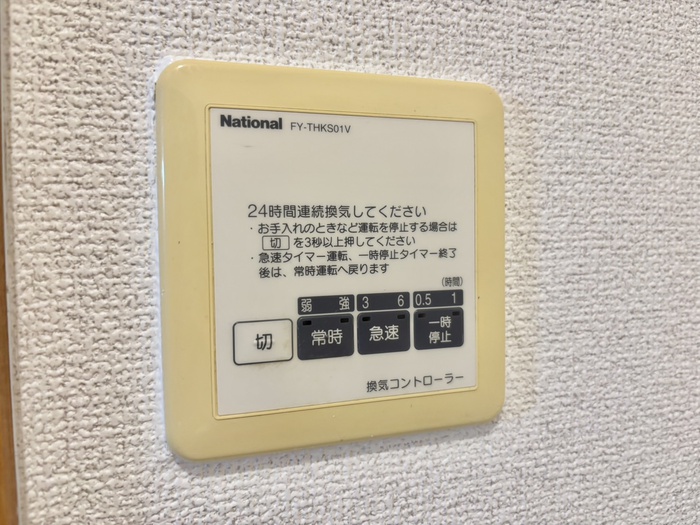 National FY-THKS01V
24時間連続換気してください
・お手入れのときなど運転を停止する場合は
切 を3秒以上押してください
・急速タイマー運転、一時停止タイマー終了
後は、常時運転へ戻ります
(時間)
弱 強 3 6 0.5 1
切 常時 急速 一時
停止
換気コントローラー